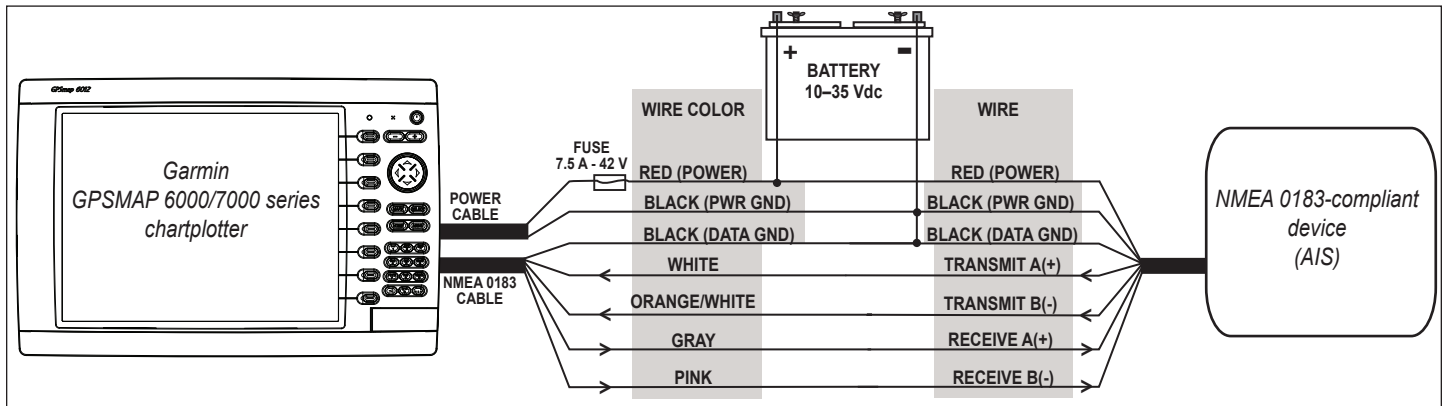 GPSmap 6012
Garmin
GPSMAP 6000/7000 series
chartplotter
POWER
CABLE
NMEA 0183
CABLE
FUSE
7.5 A - 42 V
+
-
BATTERY
10–35 Vdc
WIRE COLOR
WIRE
RED (POWER)
RED (POWER)
BLACK (PWR GND)
BLACK (PWR GND)
BLACK (DATA GND)
BLACK (DATA GND)
WHITE
TRANSMIT A(+)
ORANGE/WHITE
TRANSMIT B(-)
GRAY
RECEIVE A(+)
PINK
RECEIVE B(-)
NMEA 0183-compliant
device
(AIS)